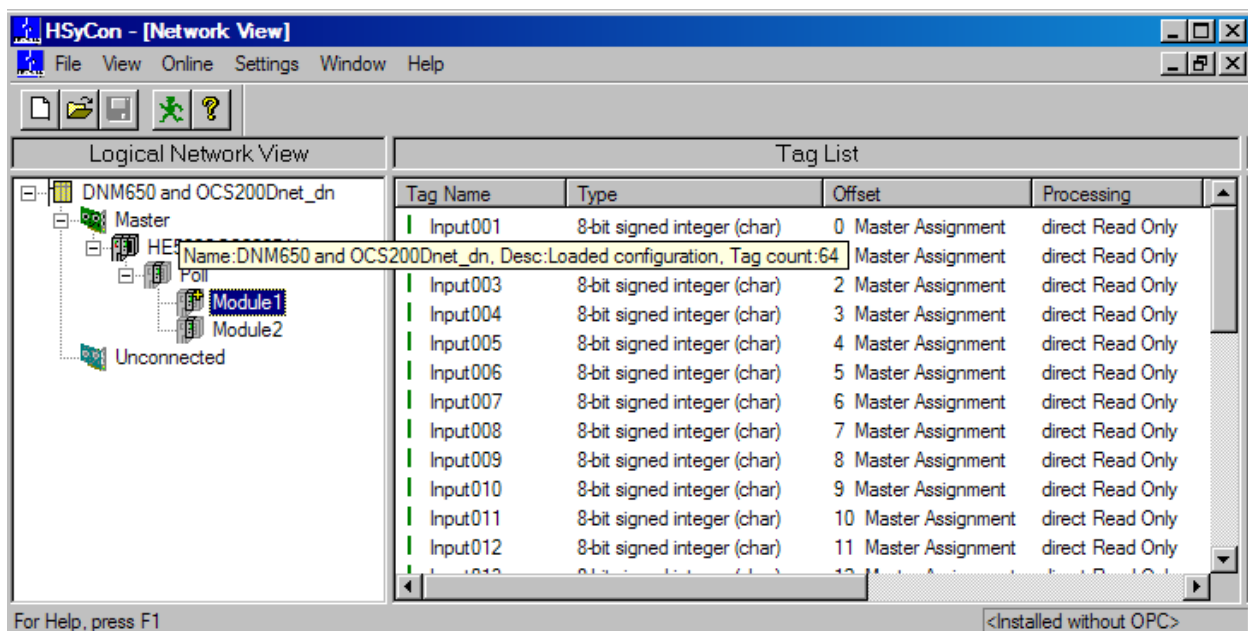 HSyCon - [Network View]
File View Online Settings Window Help
Logical Network View
Tag List
DNM650 and OCS200Dnet_dn
Master
Name:DNM650 and OCS200Dnet_dn, Desc:Loaded configuration, Tag count:64
Poll
Module1
Module2
Unconnected
Tag Name Type Offset Processing
Input001 8-bit signed integer (char) 0 Master Assignment direct Read Only
Master Assignment direct Read Only
Input003 8-bit signed integer (char) 2 Master Assignment direct Read Only
Input004 8-bit signed integer (char) 3 Master Assignment direct Read Only
Input005 8-bit signed integer (char) 4 Master Assignment direct Read Only
Input006 8-bit signed integer (char) 5 Master Assignment direct Read Only
Input007 8-bit signed integer (char) 6 Master Assignment direct Read Only
Input008 8-bit signed integer (char) 7 Master Assignment direct Read Only
Input009 8-bit signed integer (char) 8 Master Assignment direct Read Only
Input010 8-bit signed integer (char) 9 Master Assignment direct Read Only
Input011 8-bit signed integer (char) 10 Master Assignment direct Read Only
Input012 8-bit signed integer (char) 11 Master Assignment direct Read Only
For Help, press F1
<Installed without OPC>